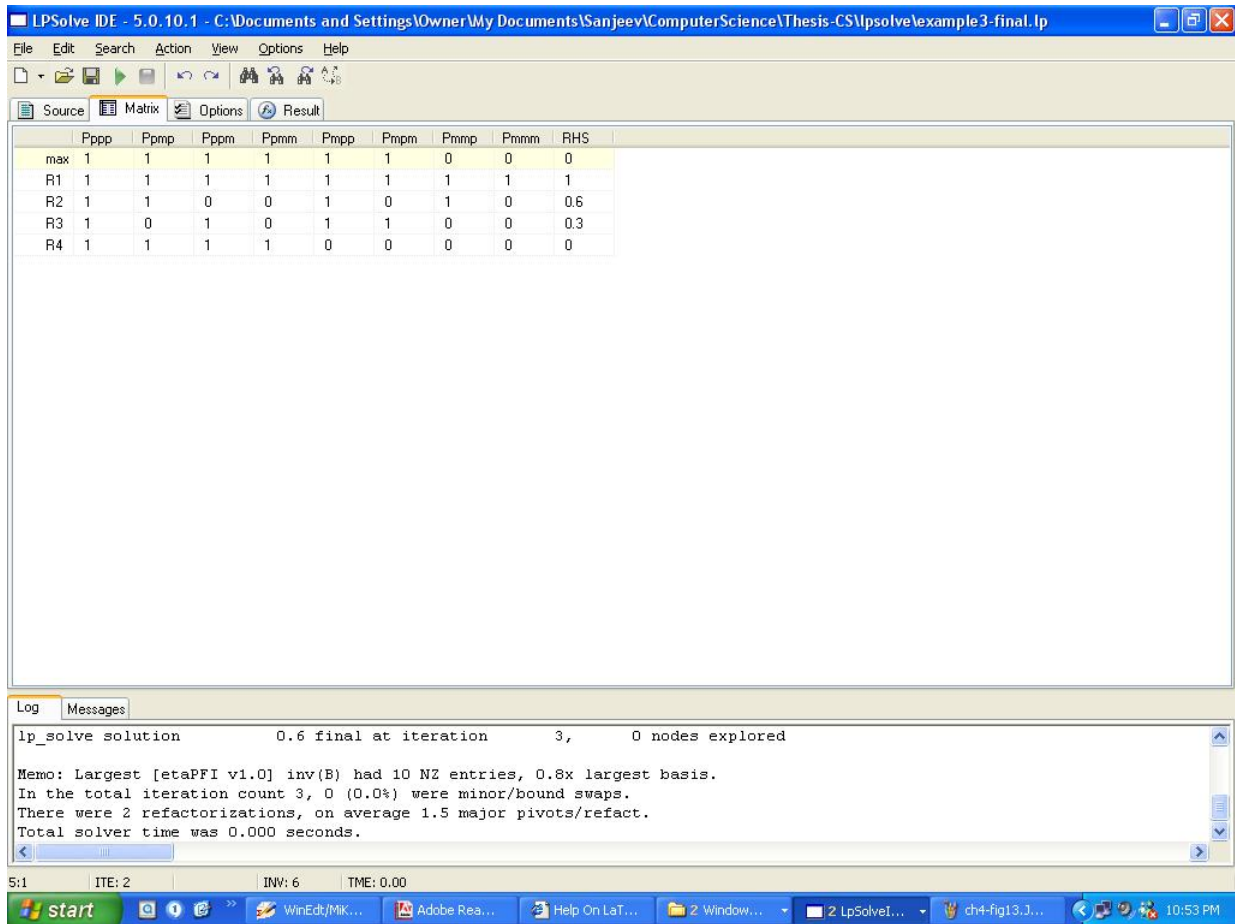 LPSolve IDE - 5.0.10.1 - C:\Documents and Settings\Owner\My Documents\Sanjeev\ComputerScience\Thesis-CS\lpsolve\example3-final.lp
File Edit Search Action View Options Help
Source Matrix Options Result
Pppp Ppmp Pppm Ppmm Pmpp Pmpm Pmmp Pmmm RHS
max 1 1 1 1 1 1 0 0 0
R1 1 1 1 1 1 1 1 1 1
R2 1 1 0 0 1 0 1 0 0.6
R3 1 0 1 0 1 1 0 0 0.3
R4 1 1 1 1 0 0 0 0 0
Log Messages
lp_solve solution 0.6 final at iteration 3, 0 nodes explored
Memo: Largest [etaPFI v1.0] inv(B) had 10 NZ entries, 0.8x largest basis.
In the total iteration count 3, 0 (0.0%) were minor/bound swaps.
There were 2 refactorizations, on average 1.5 major pivots/refact.
Total solver time was 0.000 seconds.
5:1 ITE: 2 INV: 6 TME: 0.00
start WinEdt/MiK... Adobe Rea... Help On LaT... 2 Window... 2 LpSolveI... ch4-fig13.J... 10:53 PM